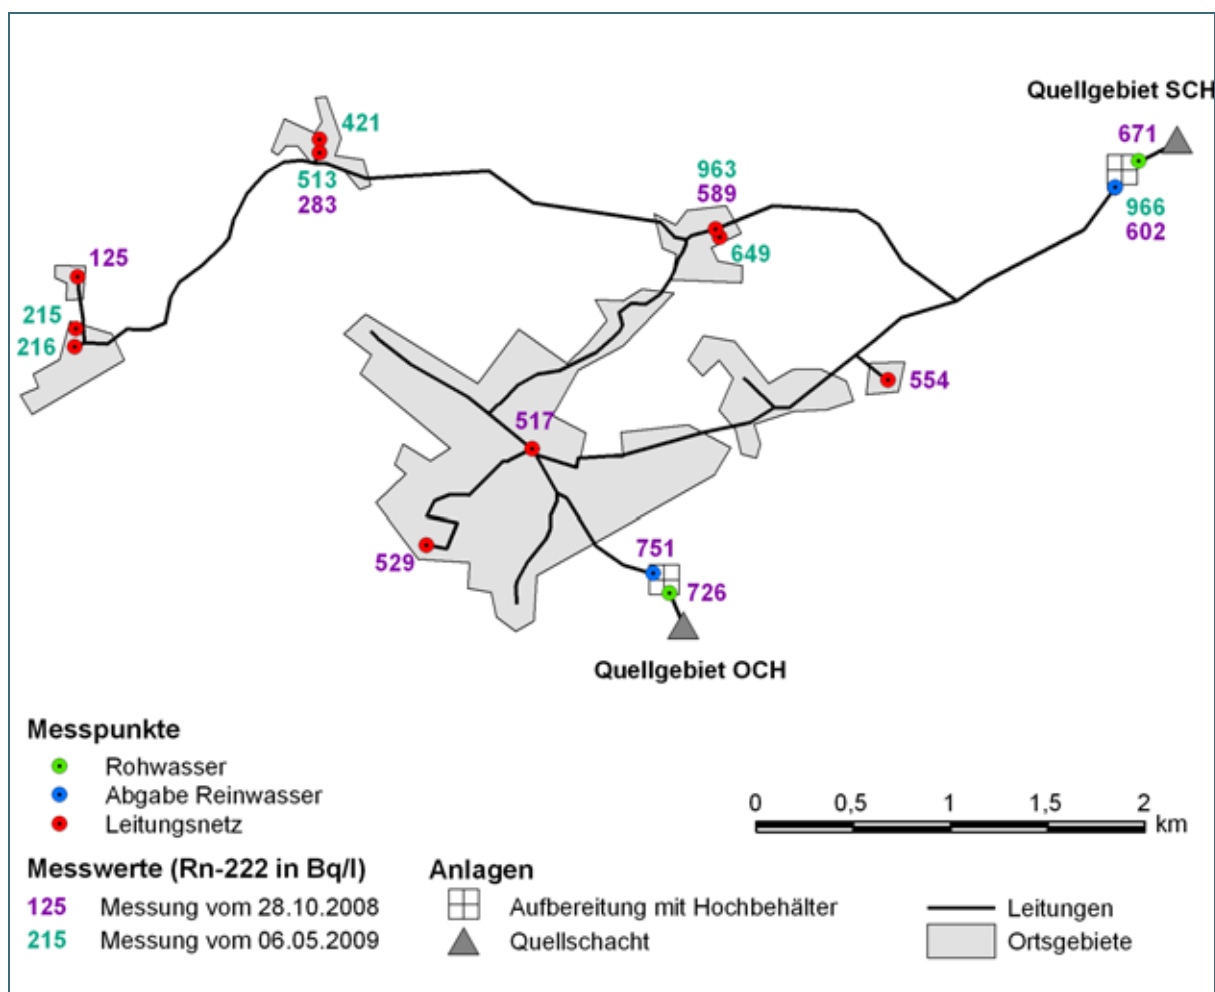 Quellgebiet SCH
671
421
963
589
513
283
966
602
649
125
215
216
554
517
751
529
726
Quellgebiet OCH
Messpunkte
Rohwasser
Abgabe Reinwasser
Leitungsnetz
0 0,5 1 1,5 2
km
Messwerte (Rn-222 in Bq/l)
125 Messung vom 28.10.2008
215 Messung vom 06.05.2009
Anlagen
Aufbereitung mit Hochbehälter
Quellschacht
Leitungen
Ortsgebiete